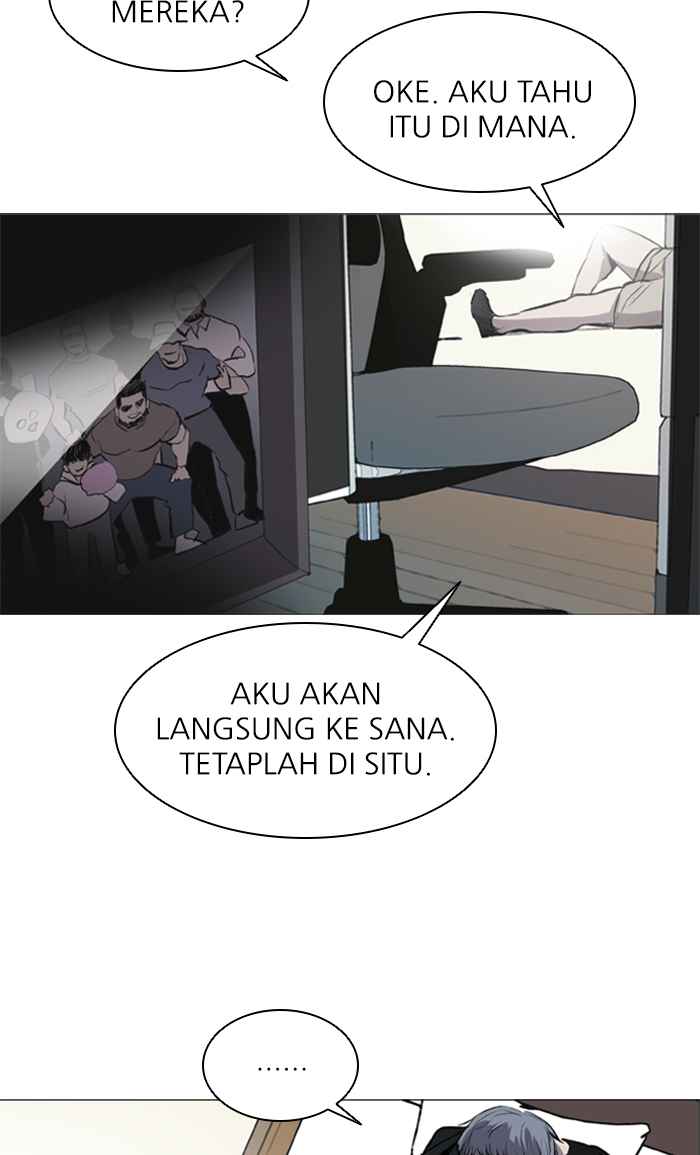 MEREKA?
OKE. AKU TAHU
ITU DI MANA.
AKU AKAN
LANGSUNG KE SANA.
TETAPLAH DI SITU.
......